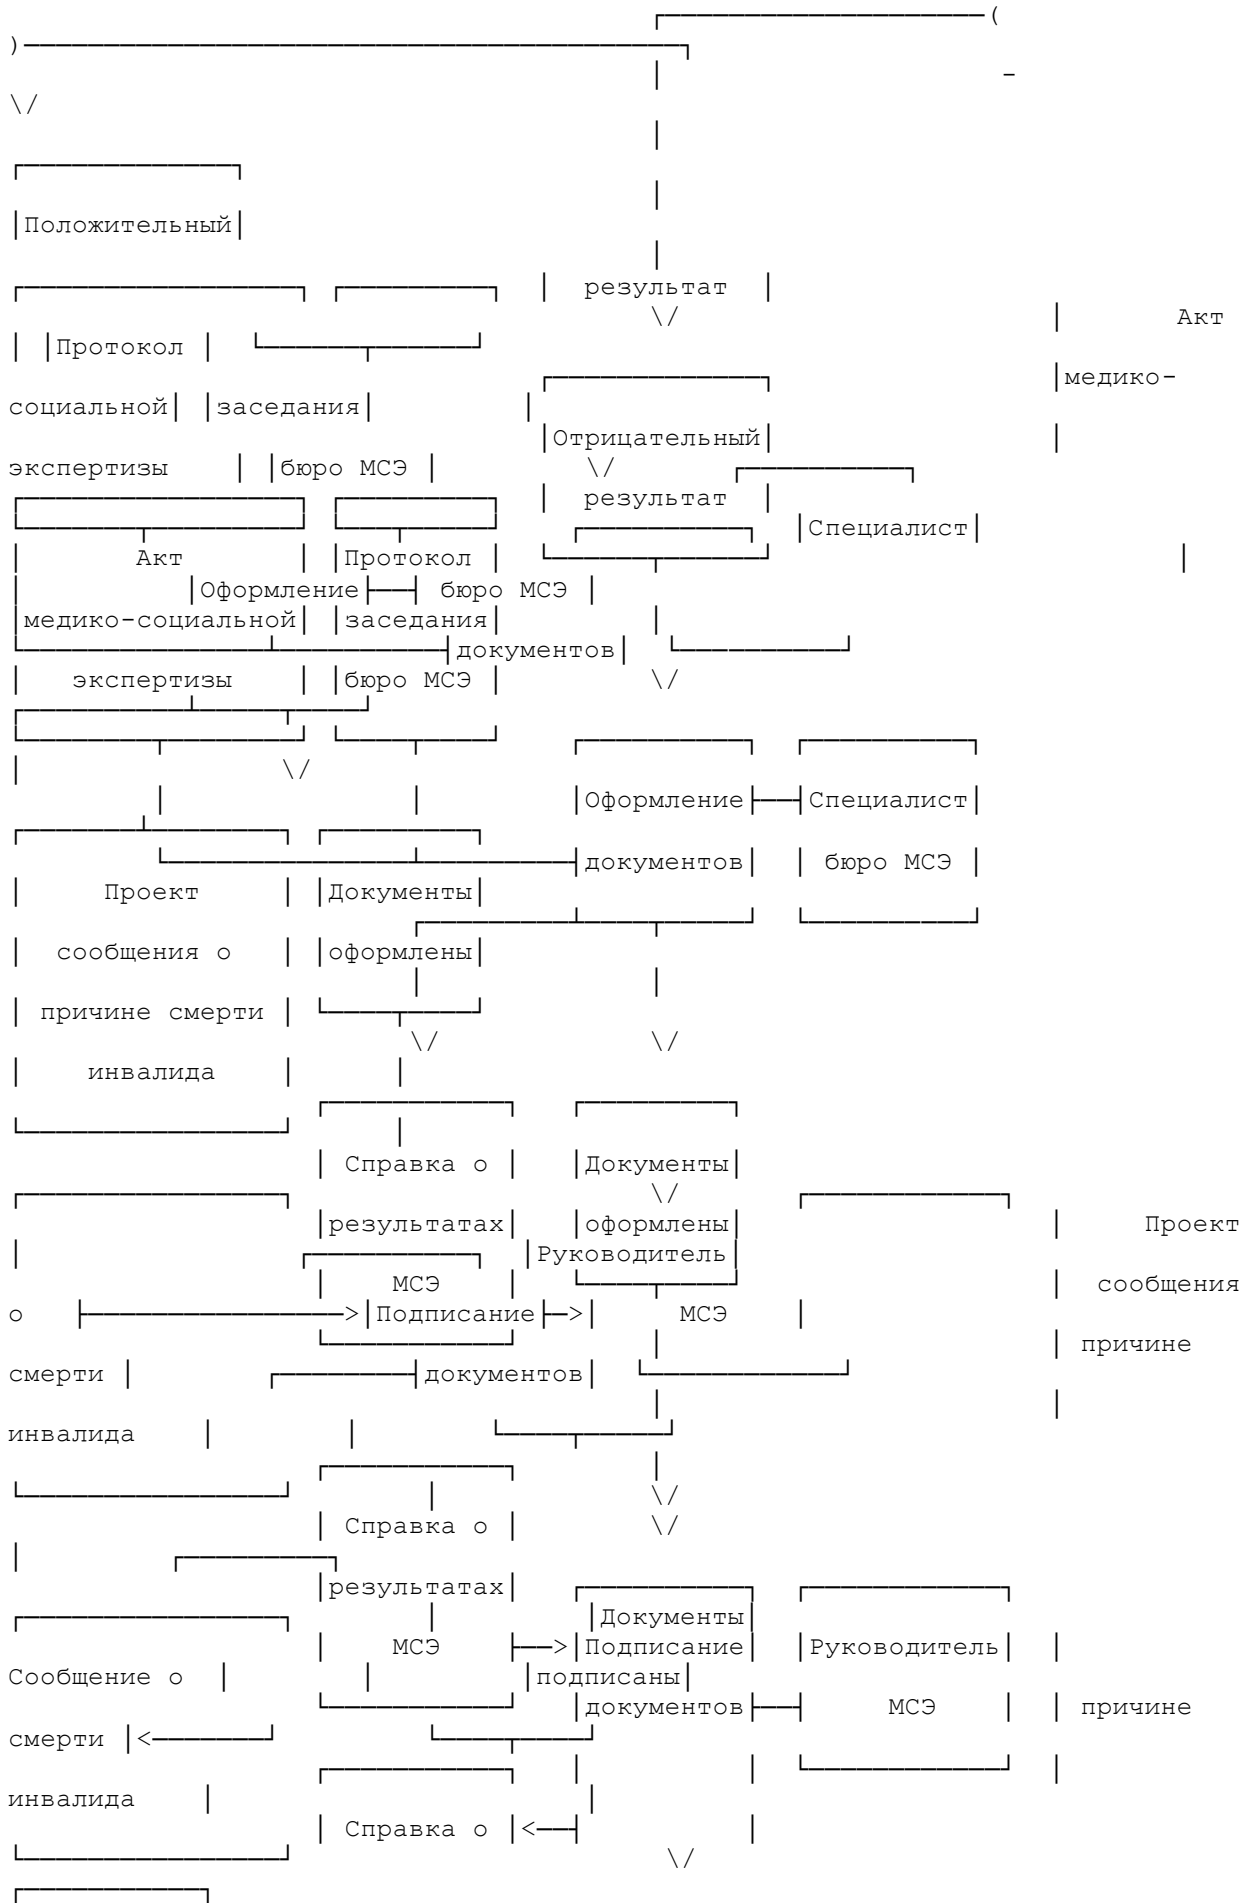 (
)
-
\/
Положительный
результат
\/ Акт
Протокол
медико-
социальной заседания
Отрицательный
экспертизы бюро МСЭ \/
результат
Специалист
Акт Протокол
Оформление бюро МСЭ
медико-социальной заседания
документов
экспертизы бюро МСЭ \/
\/
Оформление Специалист
документов бюро МСЭ
Проект Документы
сообщения о оформлены
причине смерти
\/ \/
инвалида
Справка о Документы
\/
результатах оформлены Проект
Руководитель
МСЭ сообщения
о > Подписание > МСЭ
причине
смерти документов
инвалида
\/
Справка о \/
результатах
Документы
МСЭ > Подписание Руководитель
Сообщение о подписаны
документов МСЭ причине
смерти <
инвалида
Справка о <
\/